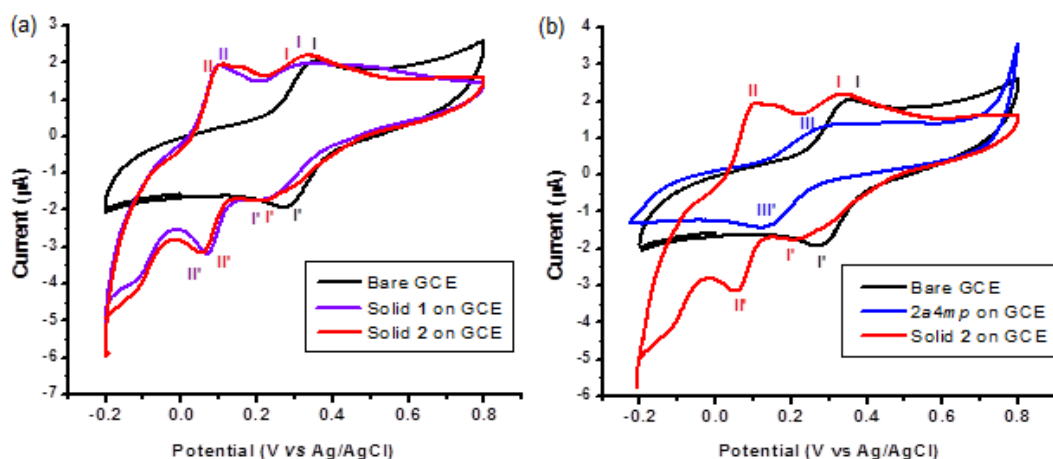 (a)
3
2
1
0
-1
-2
-3
-4
-5
-6
-7
Current (µA)
II
II
I
I
I
I'
I'
I'
II'
II'
Bare GCE
Solid 1 on GCE
Solid 2 on GCE
-0.2
0.0
0.2
0.4
0.6
0.8
Potential (V vs Ag/AgCl)
(b)
4
3
2
1
0
-1
-2
-3
-4
-5
-6
Current (µA)
II
I
I
III
III'
I'
I'
II'
Bare GCE
2a4mp on GCE
Solid 2 on GCE
-0.2
0.0
0.2
0.4
0.6
0.8
Potential (V vs Ag/AgCl)